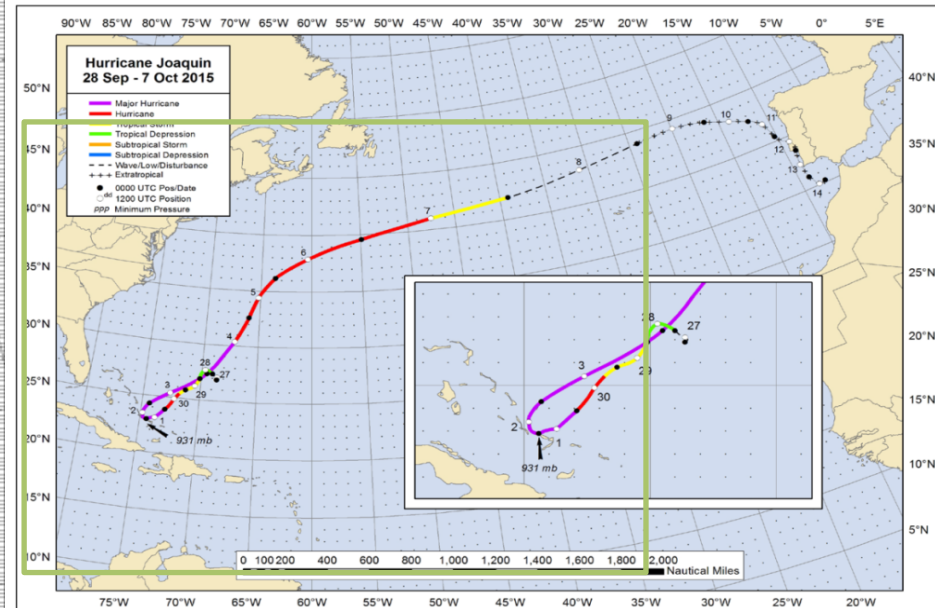 90°W 85°W 80°W 75°W 70°W 65°W 60°W 55°W 50°W 45°W 40°W 35°W 30°W 25°W 20°W 15°W 10°W 5°W 0° 5°E
Hurricane Joaquin
28 Sep - 7 Oct 2015
Major Hurricane
Hurricane
Tropical Storm
Tropical Depression
Subtropical Storm
Subtropical Depression
Wave/Low/Disturbance
Extratropical
0000 UTC Pos/Date
dd 1200 UTC Position
ppp Minimum Pressure
50°N
45°N
40°N
35°N
30°N
25°N
20°N
15°N
10°N
40°N
35°N
30°N
25°N
20°N
15°N
10°N
5°N
9 10 11
12
13
14
8
7
6
5
4
28
27
3
29
30
2
1
931 mb
28
27
29
3
30
2
1
931 mb
0 100 200 400 600 800 1,000 1,200 1,400 1,600 1,800 2,000
Nautical Miles
75°W 70°W 65°W 60°W 55°W 50°W 45°W 40°W 35°W 30°W 25°W 20°W